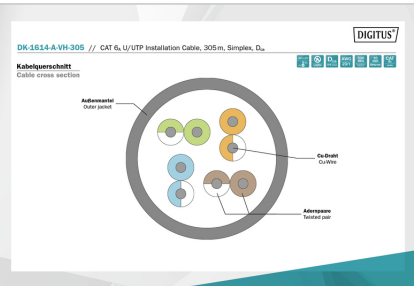 DIGITUS®
DK-1614-A-VH-305 // CAT 6A U/UTP Installation Cable, 305 m, Simplex, Dca
Kabelquerschnitt
Cable cross section
Außenmantel
Outer jacket
Cu-Draht
Cu-Wire
Adernpaare
Twisted pair